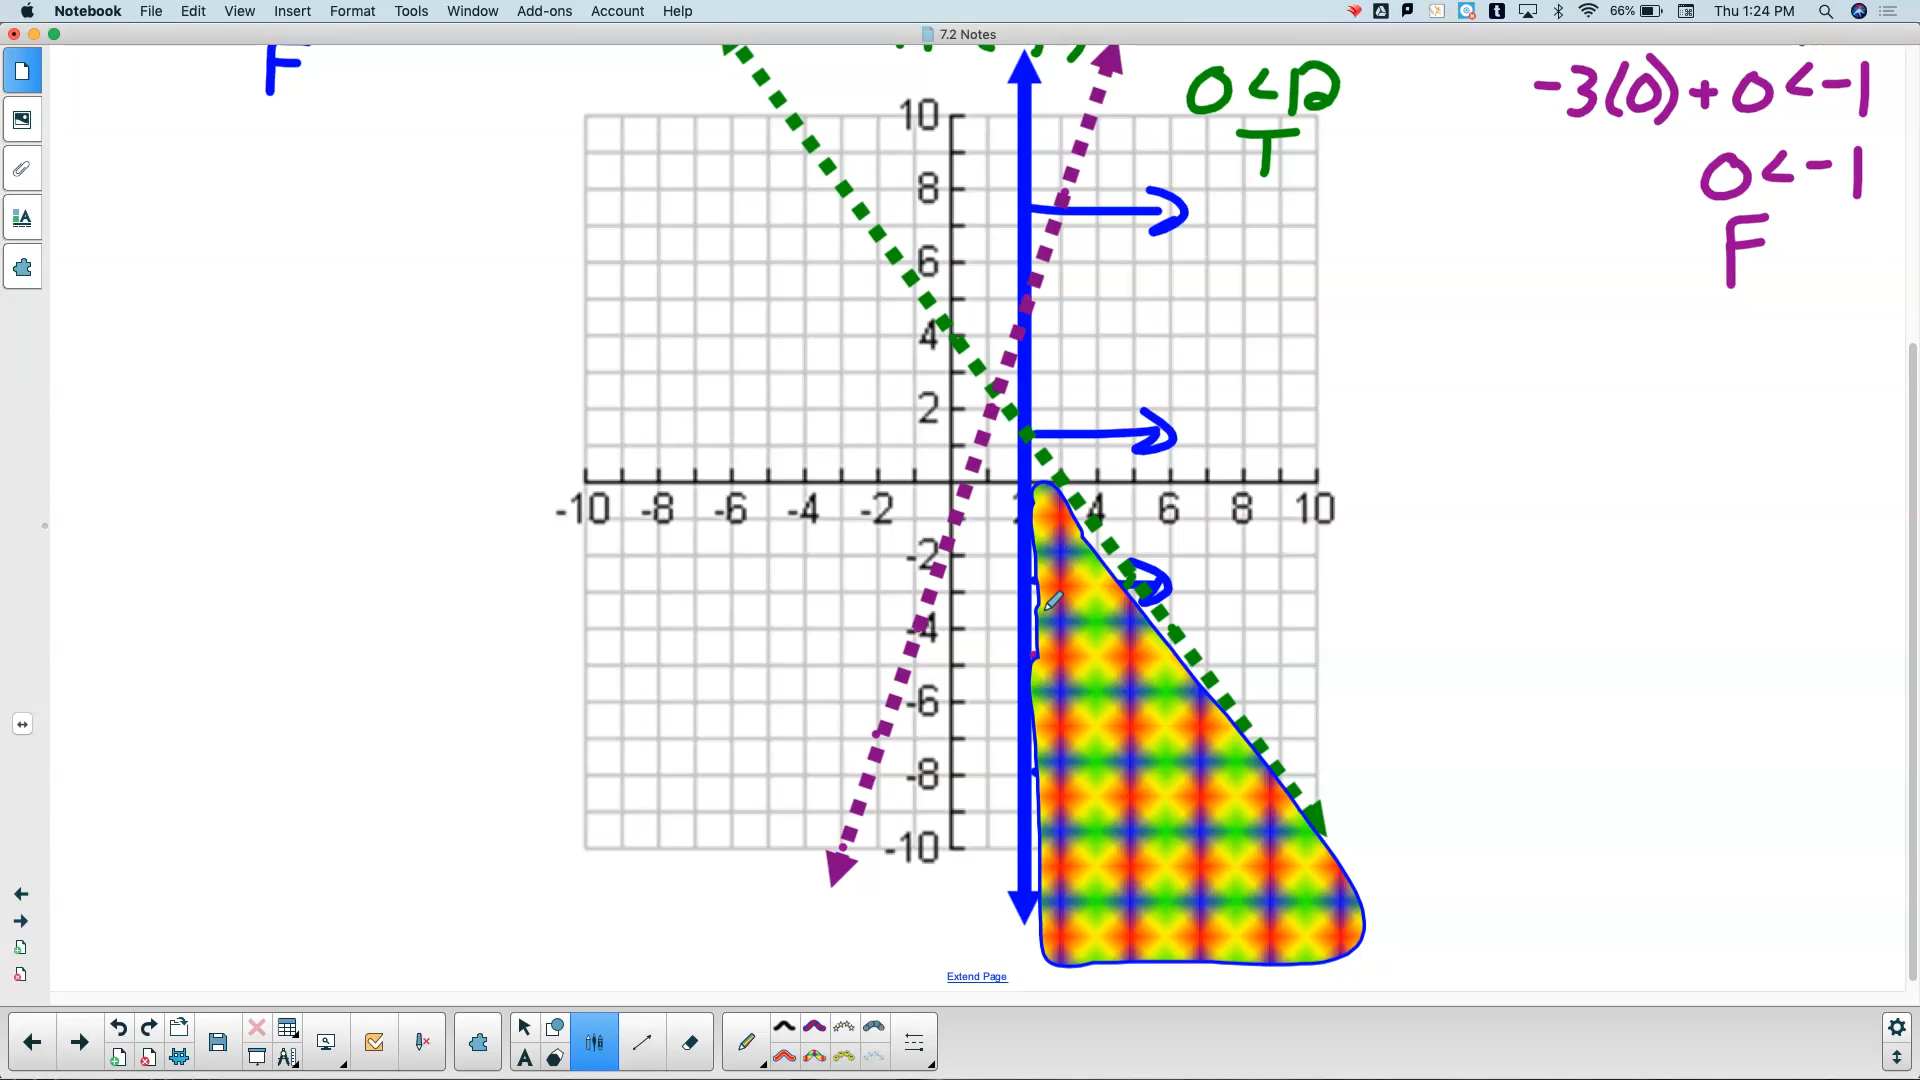 Notebook File Edit View Insert Format Tools Window Add-ons Account Help 66% Thu 1:24 PM
7.2 Notes
F
0 < 12
T
-3(0) + 0 < -1
0 < -1
F
10
8
6
4
2
-10 -8 -6 -4 -2 4 6 8 10
-2
-4
-6
-8
-10
Extend Page